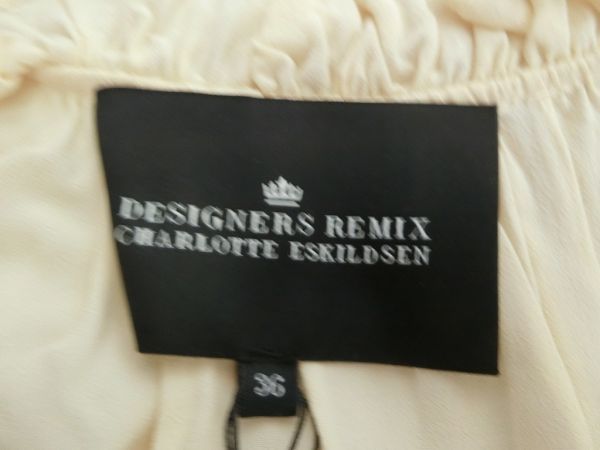 DESIGNERS REMIX
CHARLOTTE ESKILDSEN
36